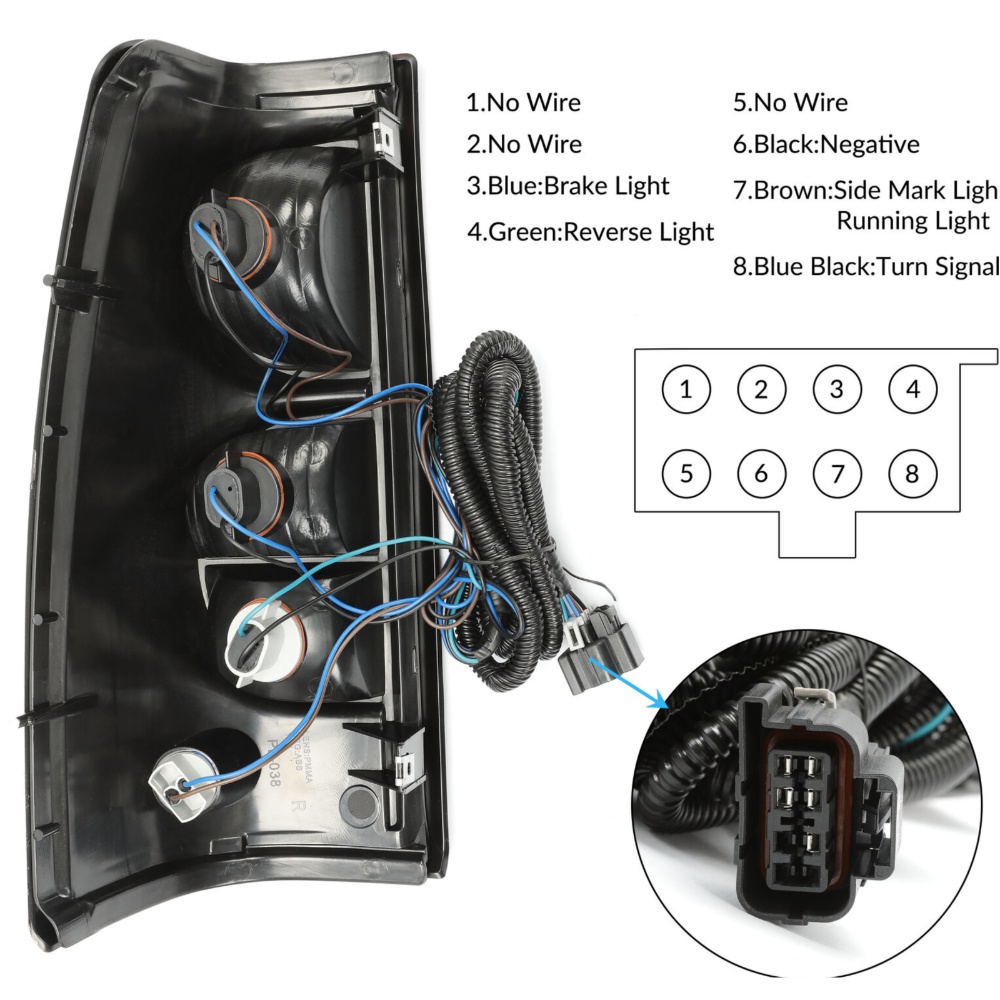 1.No Wire
2.No Wire
3.Blue:Brake Light
4.Green:Reverse Light
5.No Wire
6.Black:Negative
7.Brown:Side Mark Ligh
Running Light
8.Blue Black:Turn Signal
1 2 3 4
5 6 7 8
038
R